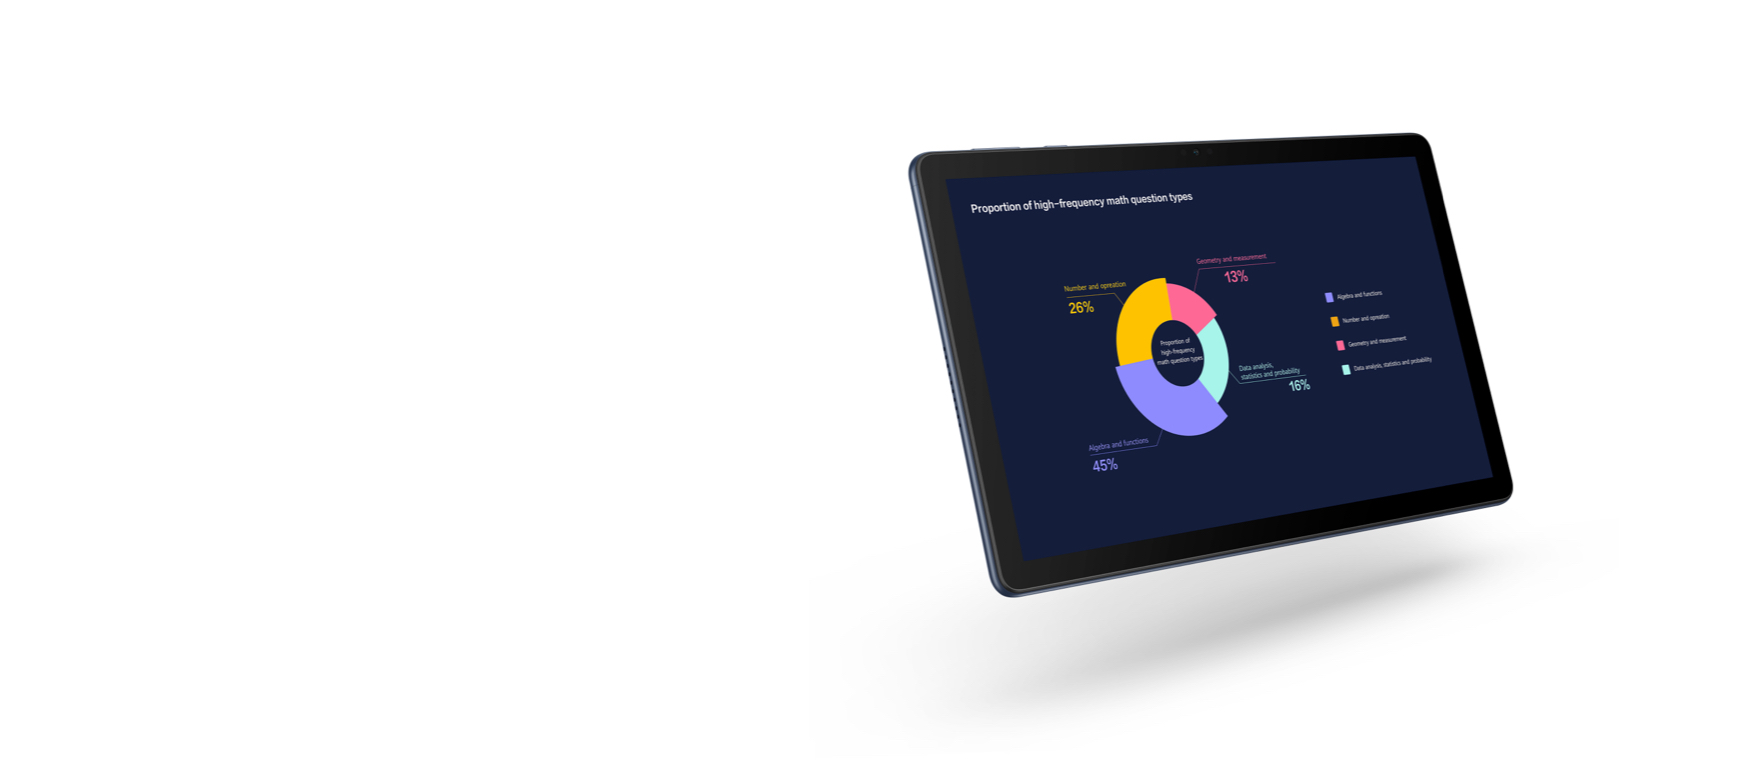 Proportion of high-frequency math question types
Geometry and measurement
13%
Number and opreation
26%
Algebra and functions
Number and opreation
Geometry and measurement
Data analysis, statistics and probability
Proportion of
high-frequency
math question types
Data analysis,
statistics and probability
16%
Algebra and functions
45%